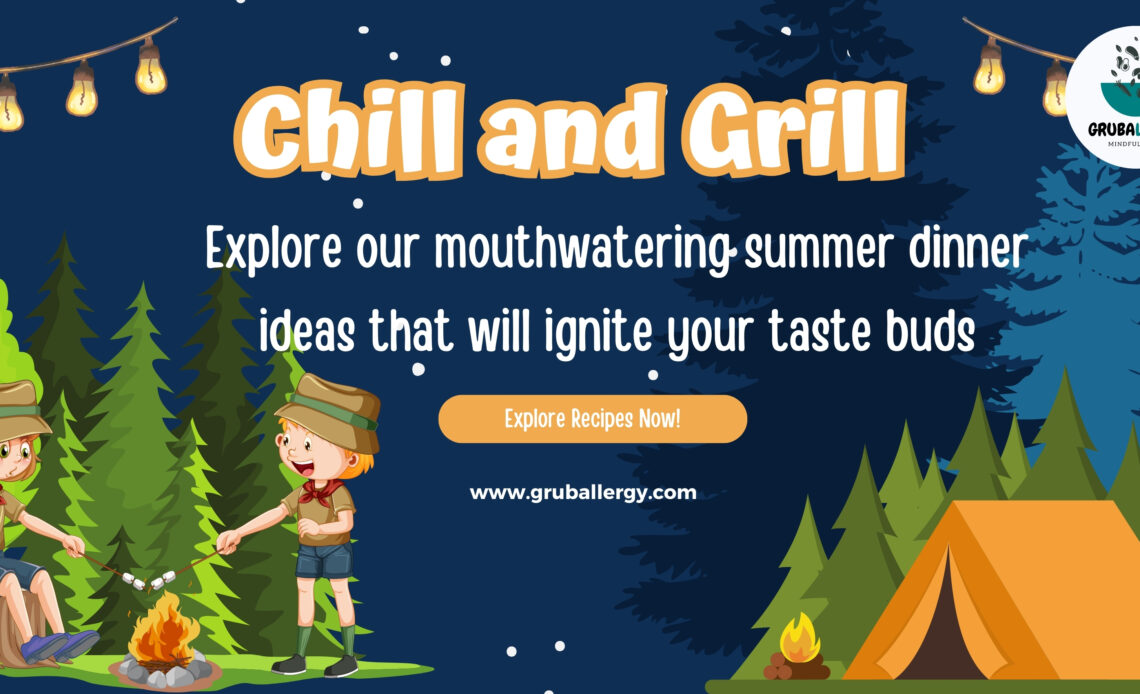 Chill and Grill
Explore our mouthwatering summer dinner
ideas that will ignite your taste buds
Explore Recipes Now!
www.gruballergy.com